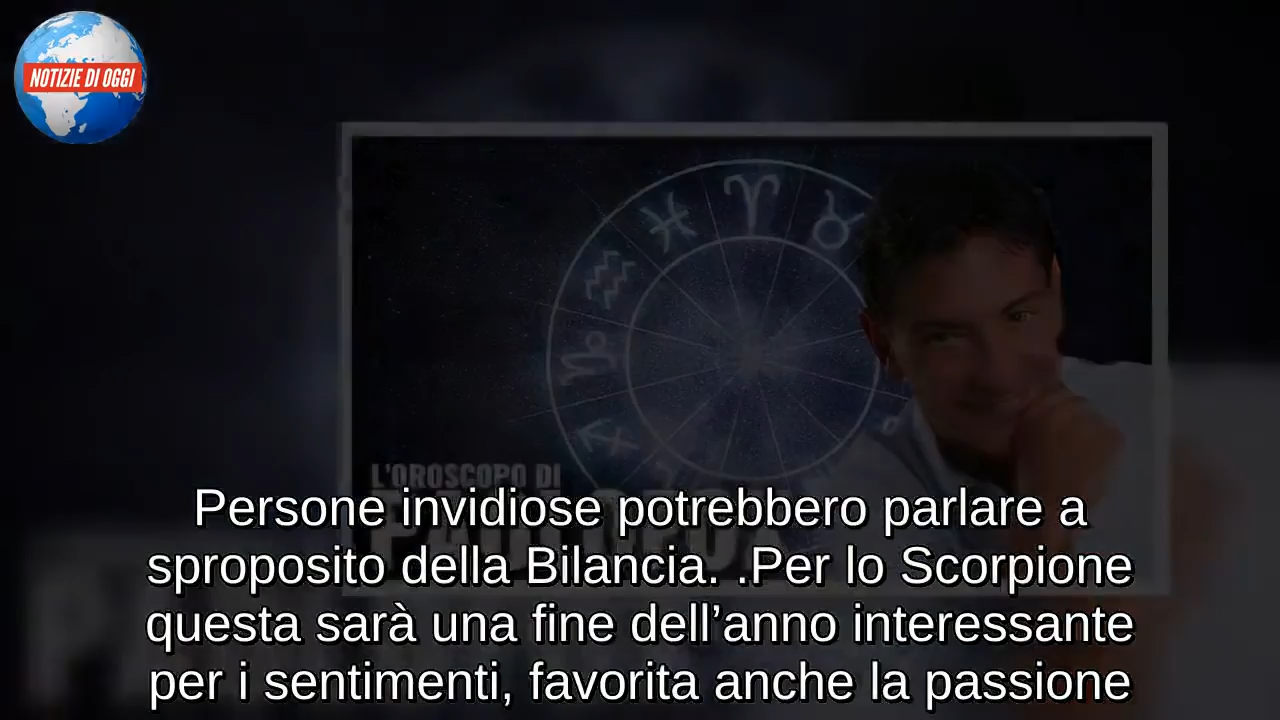 NOTIZIE DI OGGI
L'OROSCOPO DI
Persone invidiose potrebbero parlare a
sproposito della Bilancia. .Per lo Scorpione
questa sarà una fine dell’anno interessante
per i sentimenti, favorita anche la passione